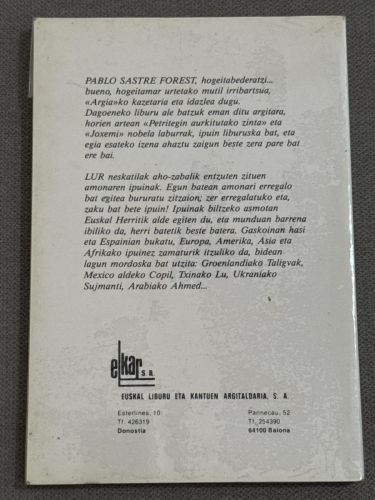 PABLO SASTRE FOREST, hogeitabederatzi...
bueno, hogeitamar urtetako mutil irribartsua,
«Argia»ko kazetaria eta idazlea dugu.
Dagoeneko liburu ale batzuk eman ditu argitara,
horien artean «Petritegin aurkitutako zinta» eta
«Joxemi» nobela laburrak, ipuin liburuska bat, eta
egia esateko izena ahaztu zaigun beste zera pare bat
ere bai.
LUR neskatilak aho-zabalik entzuten zituen
amonaren ipuinak. Egun batean amonari erregalo
bat egitea bururatu zitzaion; zer erregalatuko eta,
zaku bat bete ipuin! Ipuinak biltzeko asmotan
Euskal Herritik alde egiten du, eta munduan barrena
ibiliko da, herri batetik beste batera. Gaskoinan hasi
eta Espainian bukatu, Europa, Amerika, Asia eta
Afrikako ipuinez zamaturik itzuliko da, bidean
lagun mordoska bat utzita: Groenlandiako Taligvak,
Mexico aldeko Copil, Txinako Lu, Ukraniako
Sujmanti, Arabiako Ahmed...
elkar s.a.
EUSKAL LIBURU ETA KANTUEN ARGITALDARIA, S. A.
Esterlines, 10 Pannecau, 52
Tf. 426319 Tf. 254390
Donostia 64100 Baiona